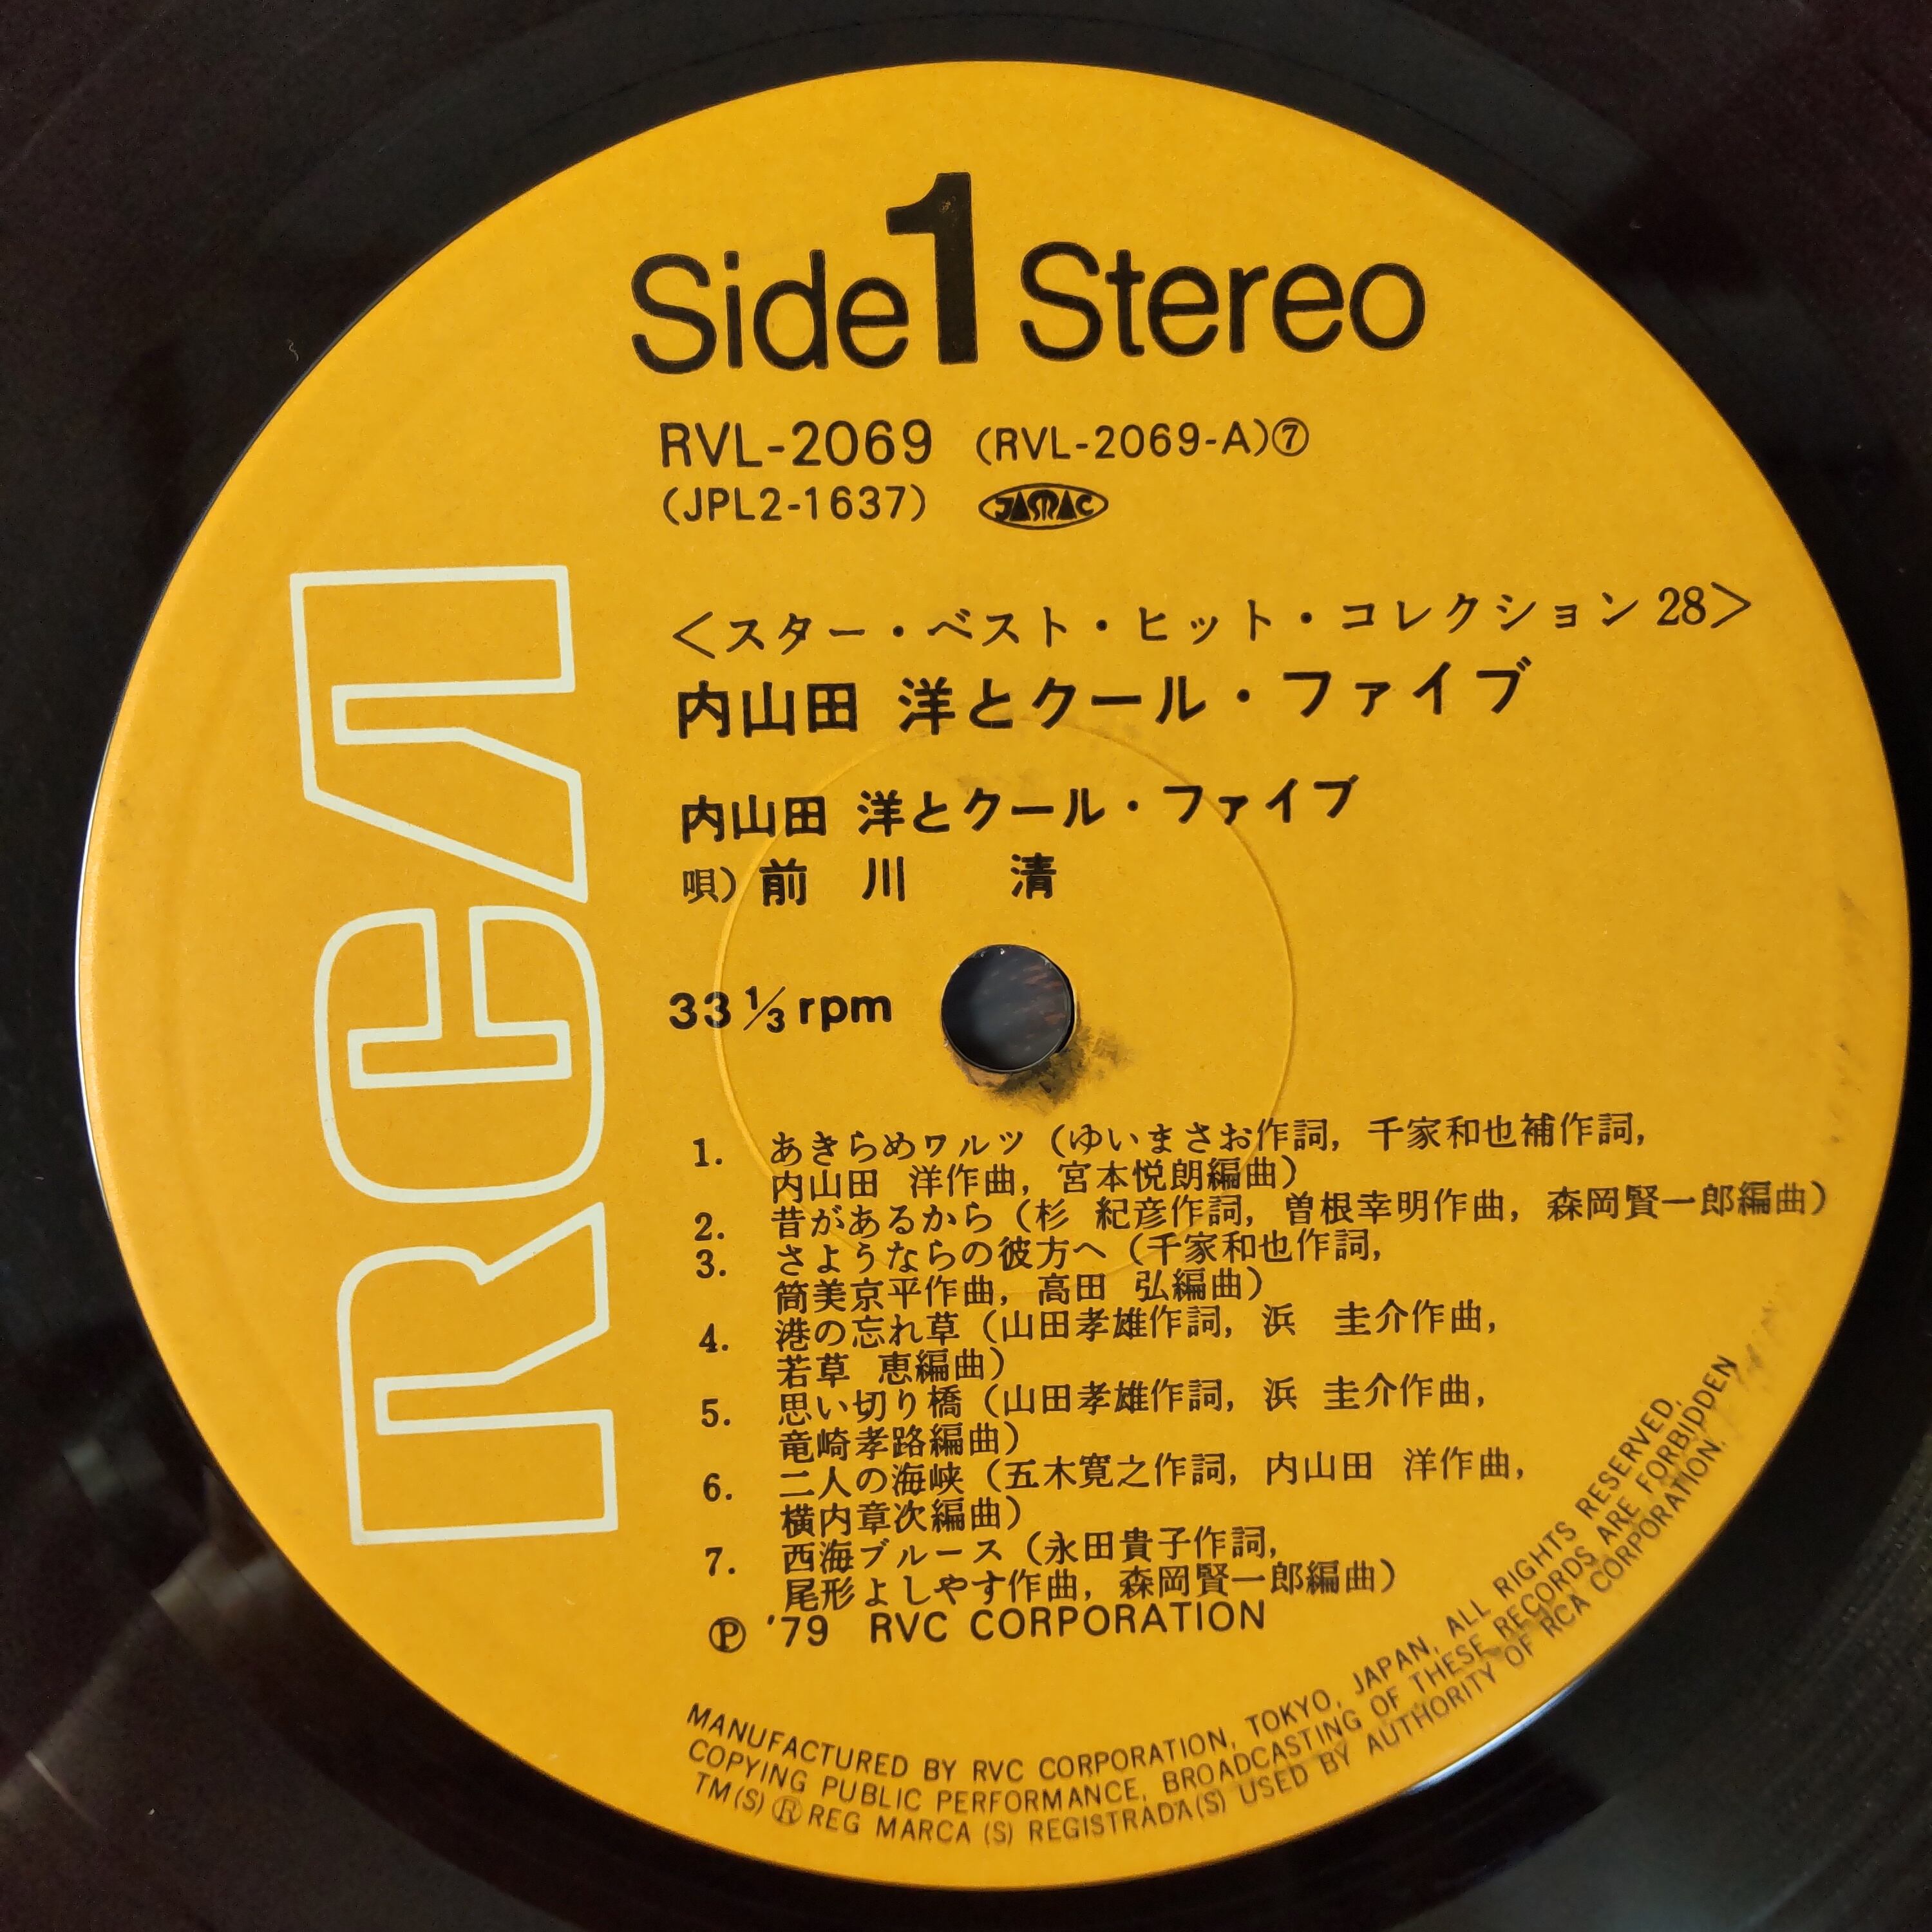 Side 1 Stereo
RVL-2069 (RVL-2069-A)⑦
(JPL2-1637) JASRAC
<スター・ベスト・ヒット・コレクション28>
内山田 洋とクール・ファイブ
内山田 洋とクール・ファイブ
唄)前 川 清
33 1/3 rpm
RCA
1. あきらめワルツ(ゆいまさお作詞, 千家和也補作詞,
内山田 洋作曲, 宮本悦朗編曲)
2. 昔があるから(杉 紀彦作詞, 曽根幸明作曲, 森岡賢一郎編曲)
3. さようならの彼方へ(千家和也作詞,
筒美京平作曲, 高田 弘編曲)
4. 港の忘れ草(山田孝雄作詞, 浜 圭介作曲,
若草 恵編曲)
5. 思い切り橋(山田孝雄作詞, 浜 圭介作曲,
竜崎孝路編曲)
6. 二人の海峡(五木寛之作詞, 内山田 洋作曲,
横内章次編曲)
7. 西海ブルース(永田貴子作詞,
尾形よしやす作曲, 森岡賢一郎編曲)
Ⓟ '79 RVC CORPORATION
MANUFACTURED BY RVC CORPORATION, TOKYO, JAPAN, ALL RIGHTS RESERVED,
COPYING PUBLIC PERFORMANCE, BROADCASTING OF THESE RECORDS ARE FORBIDDEN
TM(S) ® REG MARCA (S) REGISTRADA(S) USED BY AUTHORITY OF RCA CORPORATION.